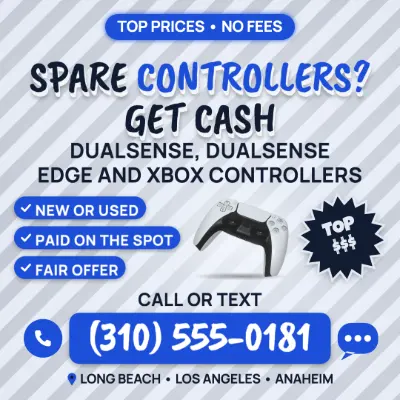 TOP PRICES • NO FEES
SPARE CONTROLLERS?
GET CASH
DUALSENSE, DUALSENSE
EDGE AND XBOX CONTROLLERS
NEW OR USED
PAID ON THE SPOT
FAIR OFFER
TOP
$$$
CALL OR TEXT
(310) 555-0181
LONG BEACH • LOS ANGELES • ANAHEIM